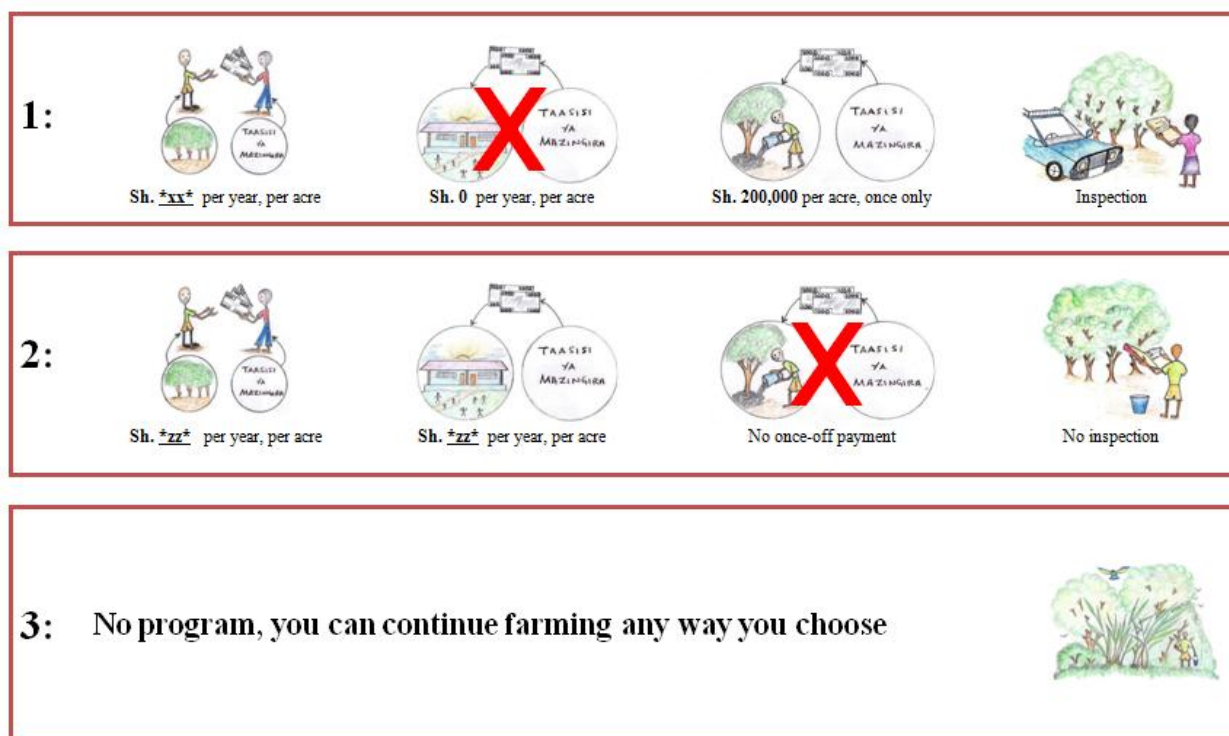 1:
TAASISI
YA
MAZINGIRA
Sh. *xx* per year, per acre
TAASISI
YA
MAZINGIRA
Sh. 0 per year, per acre
TAASISI
YA
MAZINGIRA.
Sh. 200,000 per acre, once only
Inspection
2:
TAASISI
YA
MAZINGIRA
Sh. *zz* per year, per acre
TAASISI
YA
MAZINGIRA
Sh. *zz* per year, per acre
TAASISI
YA
MAZINGIRA.
No once-off payment
No inspection
3: No program, you can continue farming any way you choose